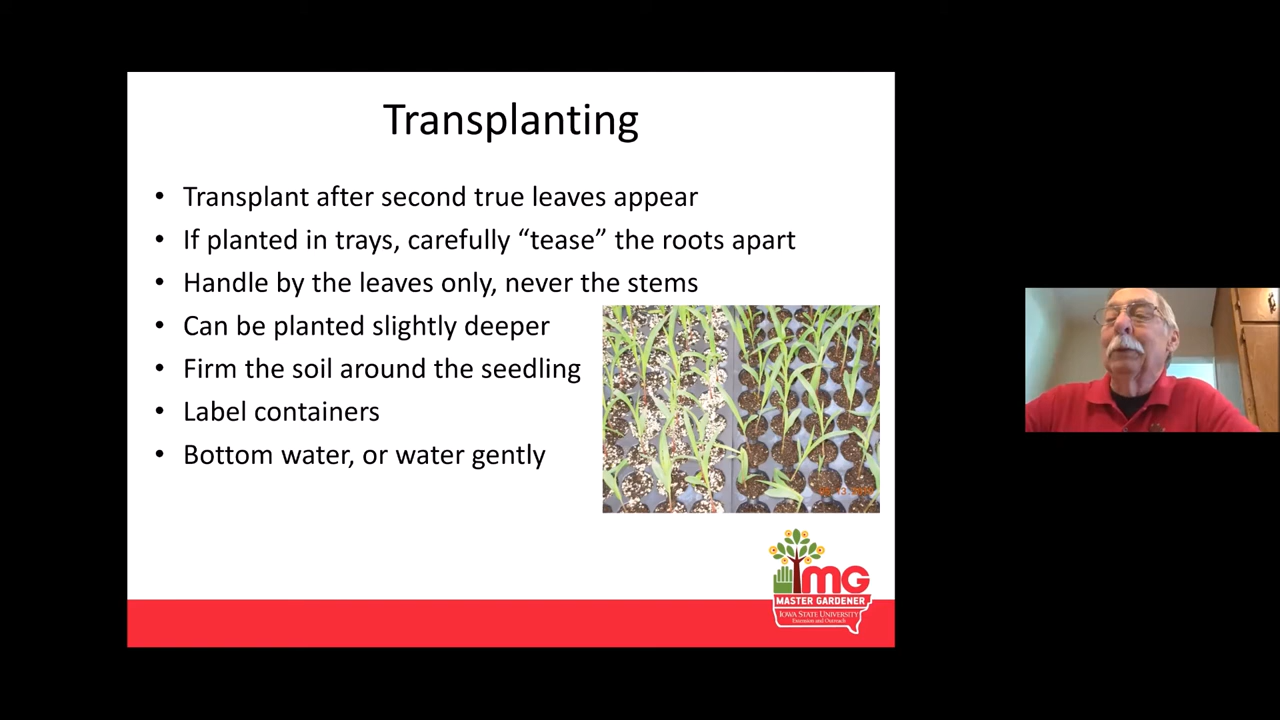 Transplanting
• Transplant after second true leaves appear
• If planted in trays, carefully “tease” the roots apart
• Handle by the leaves only, never the stems
• Can be planted slightly deeper
• Firm the soil around the seedling
• Label containers
• Bottom water, or water gently
MG
MASTER GARDENER
IOWA STATE UNIVERSITY
Extension and Outreach